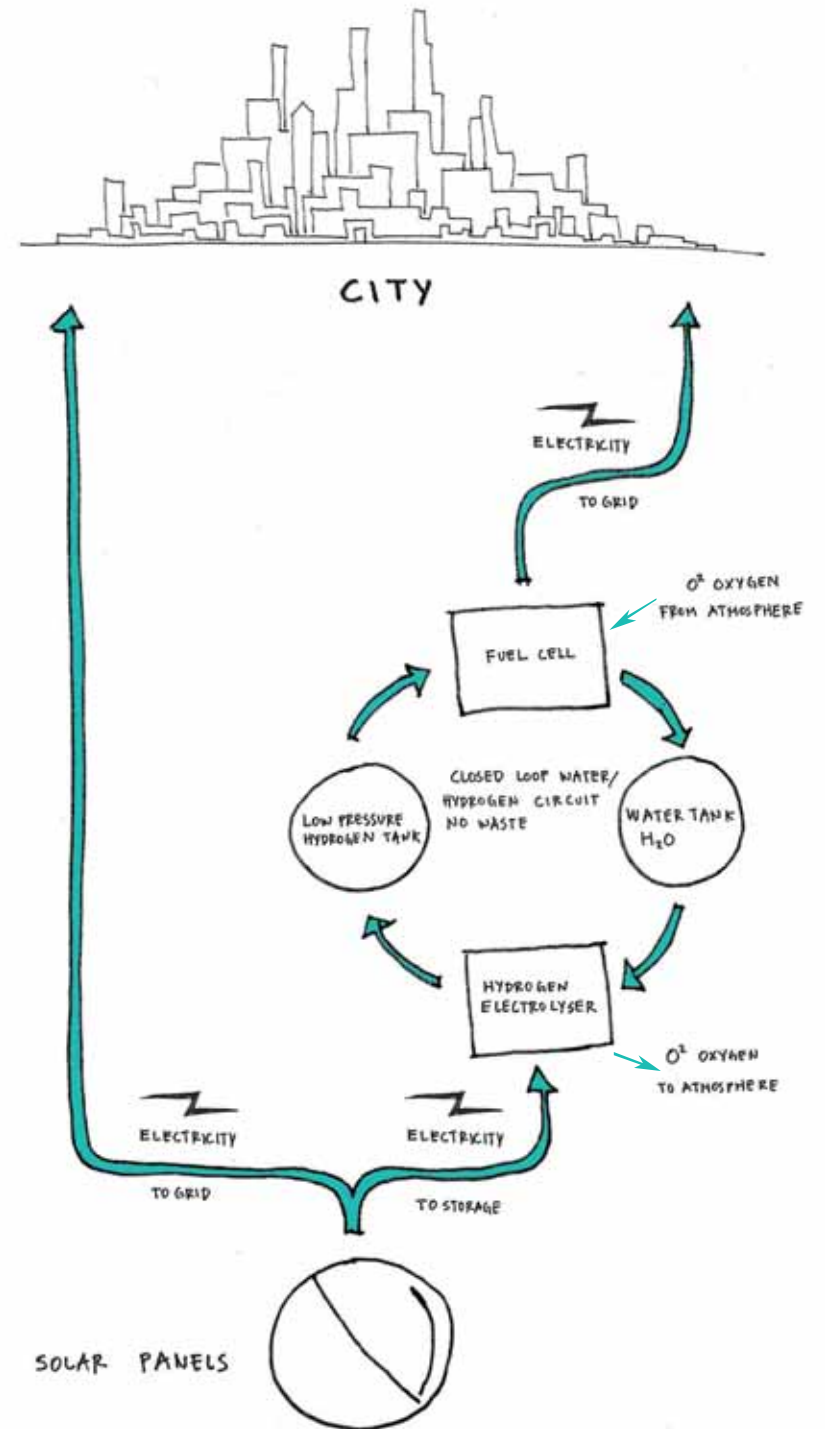 CITY
ELECTRICITY
TO GRID
O² OXYGEN
FROM ATMOSPHERE
FUEL CELL
CLOSED LOOP WATER/
HYDROGEN CIRCUIT
NO WASTE
LOW PRESSURE
HYDROGEN TANK
WATER TANK
H₂O
HYDROGEN
ELECTROLYSER
O² OXYGEN
TO ATMOSPHERE
ELECTRICITY
TO GRID
ELECTRICITY
TO STORAGE
SOLAR PANELS